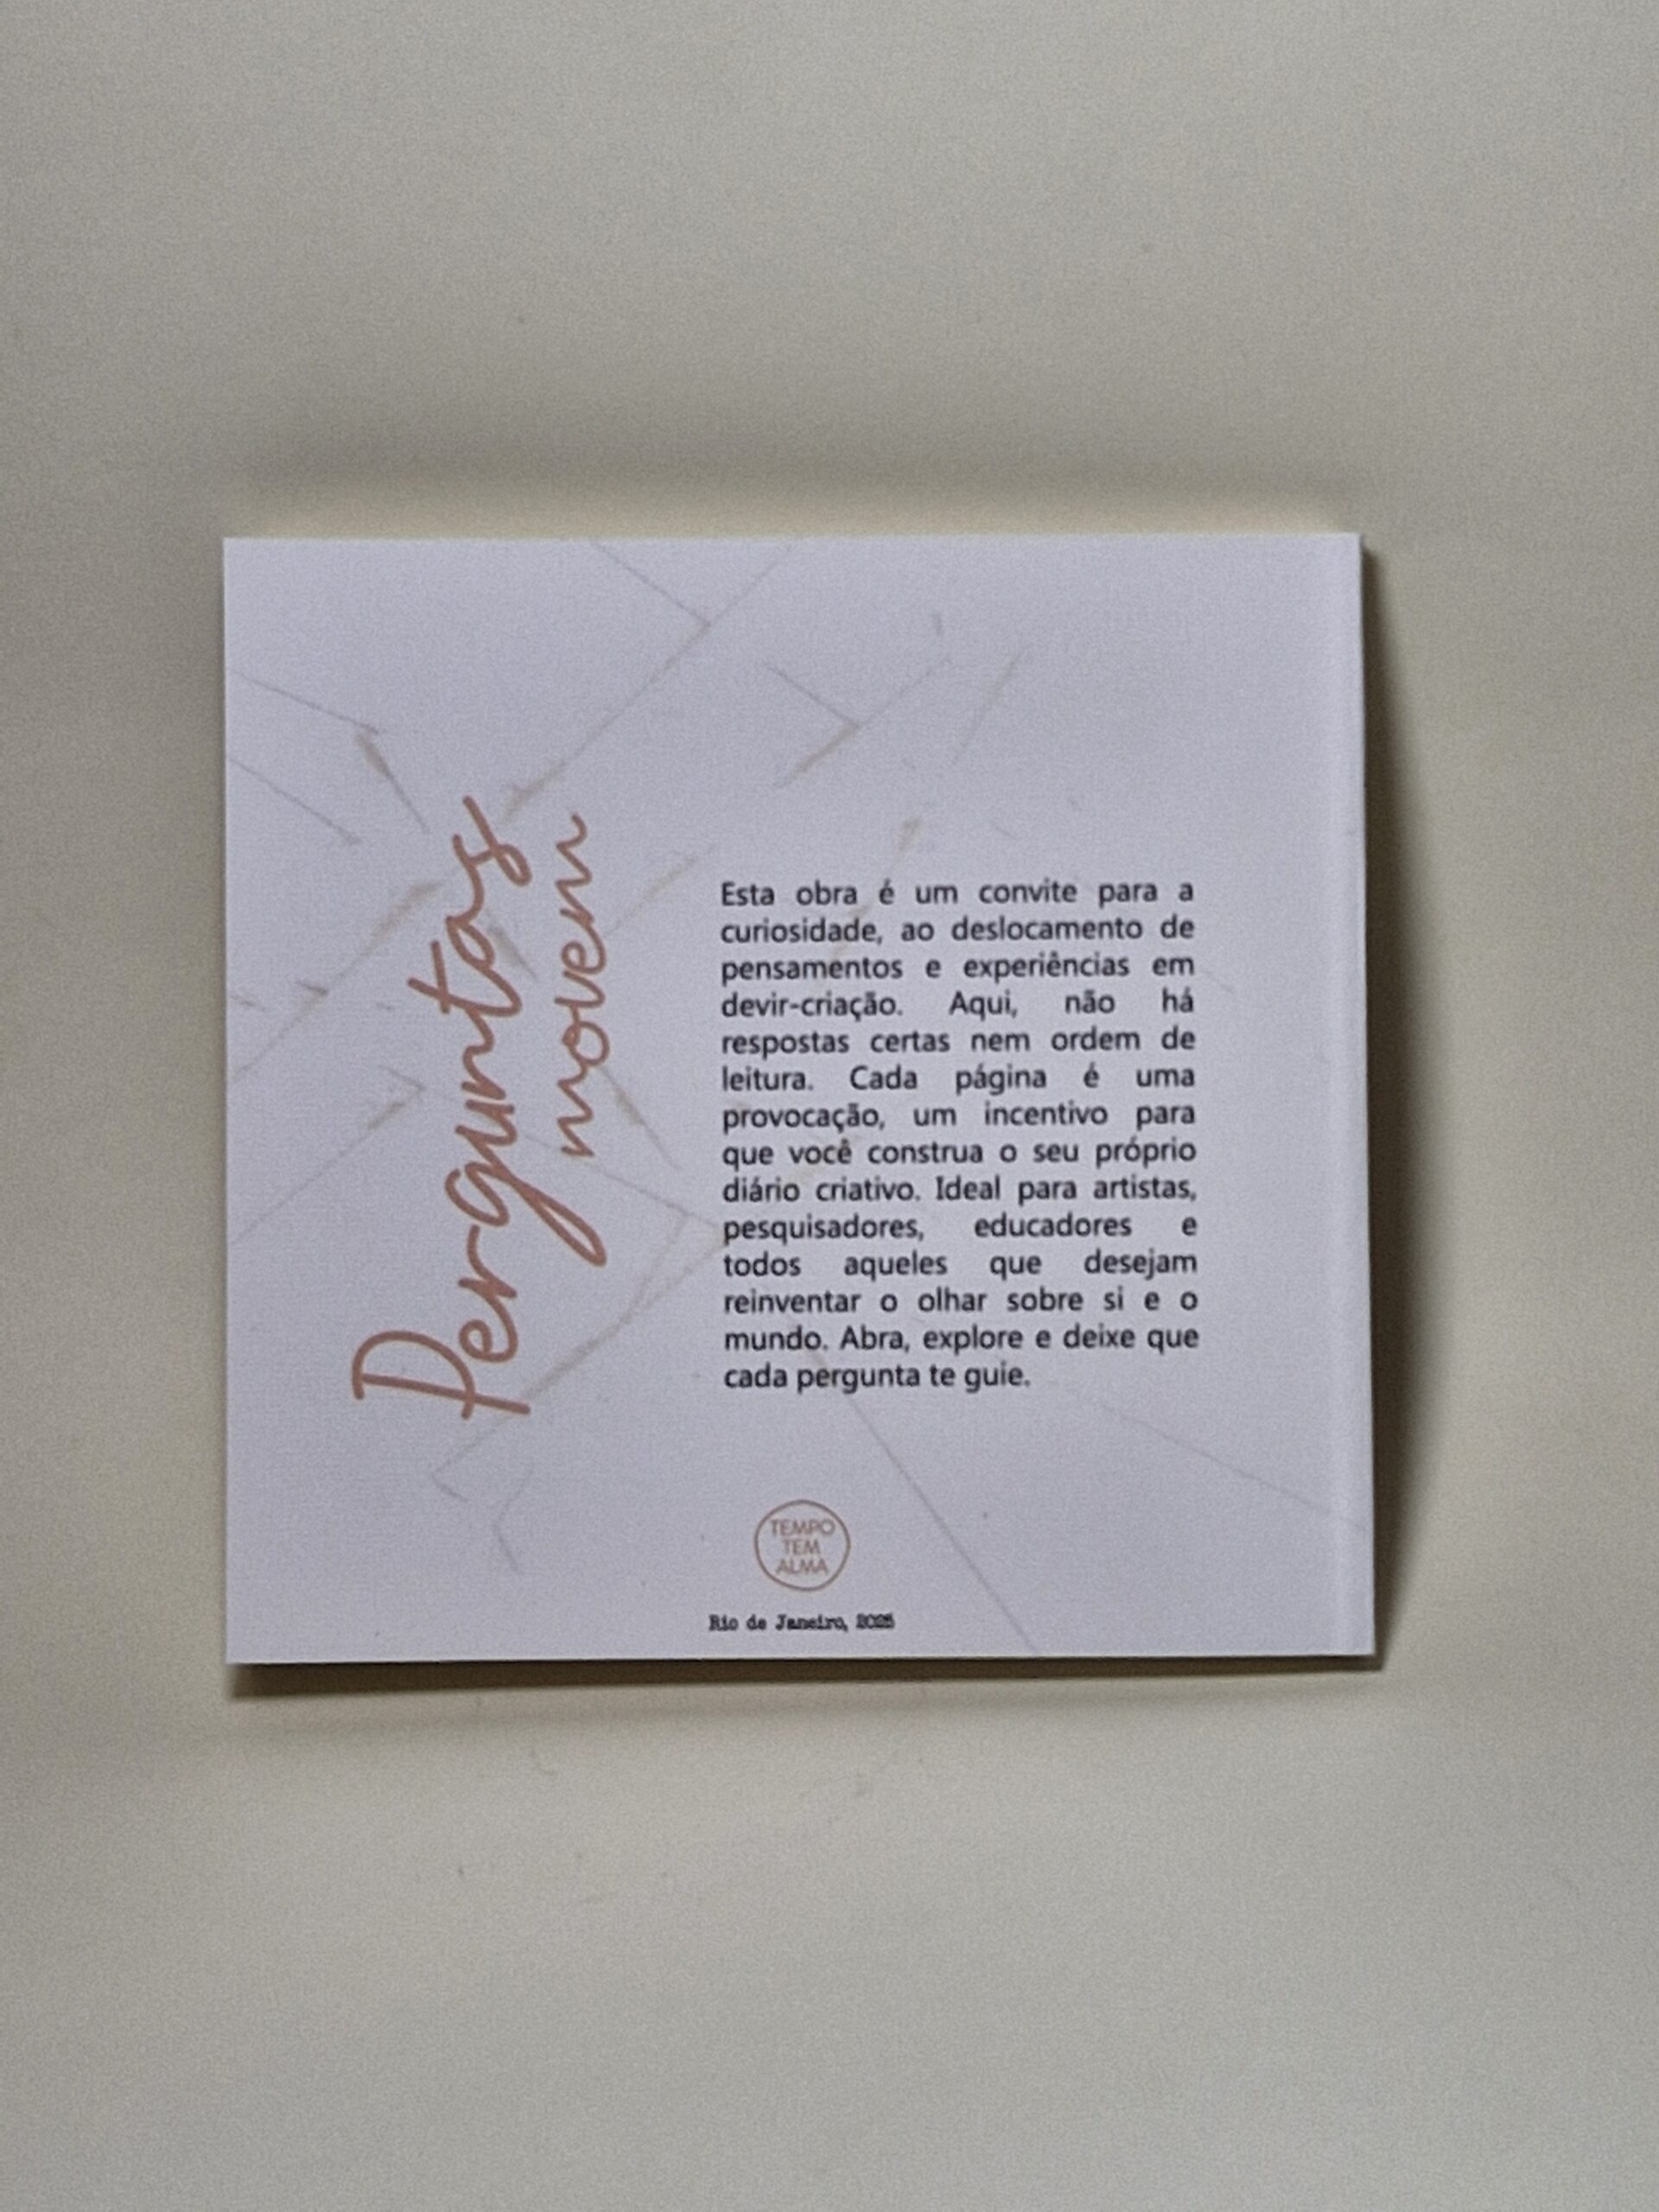 Perguntas
movem
Esta obra é um convite para a
curiosidade, ao deslocamento de
pensamentos e experiências em
devir-criação. Aqui, não há
respostas certas nem ordem de
leitura. Cada página é uma
provocação, um incentivo para
que você construa o seu próprio
diário criativo. Ideal para artistas,
pesquisadores, educadores e
todos aqueles que desejam
reinventar o olhar sobre si e o
mundo. Abra, explore e deixe que
cada pergunta te guie.
TEMPO
TEM
ALMA
Rio de Janeiro, 2025